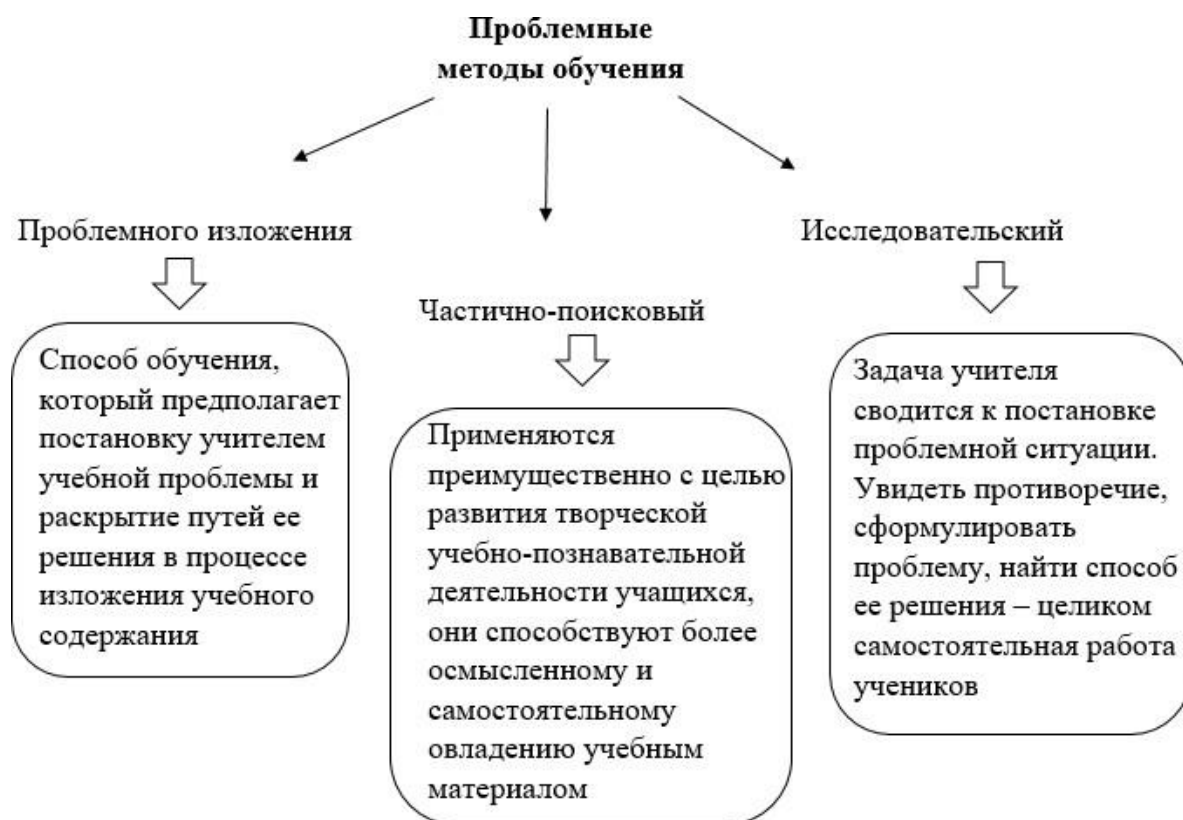 Проблемные
методы обучения
Проблемного изложения
Способ обучения,
который предполагает
постановку учителем
учебной проблемы и
раскрытие путей ее
решения в процессе
изложения учебного
содержания
Частично-поисковый
Применяются
преимущественно с целью
развития творческой
учебно-познавательной
деятельности учащихся,
они способствуют более
осмысленному и
самостоятельному
овладению учебным
материалом
Исследовательский
Задача учителя
сводится к постановке
проблемной ситуации.
Увидеть противоречие,
сформулировать
проблему, найти способ
ее решения – целиком
самостоятельная работа
учеников